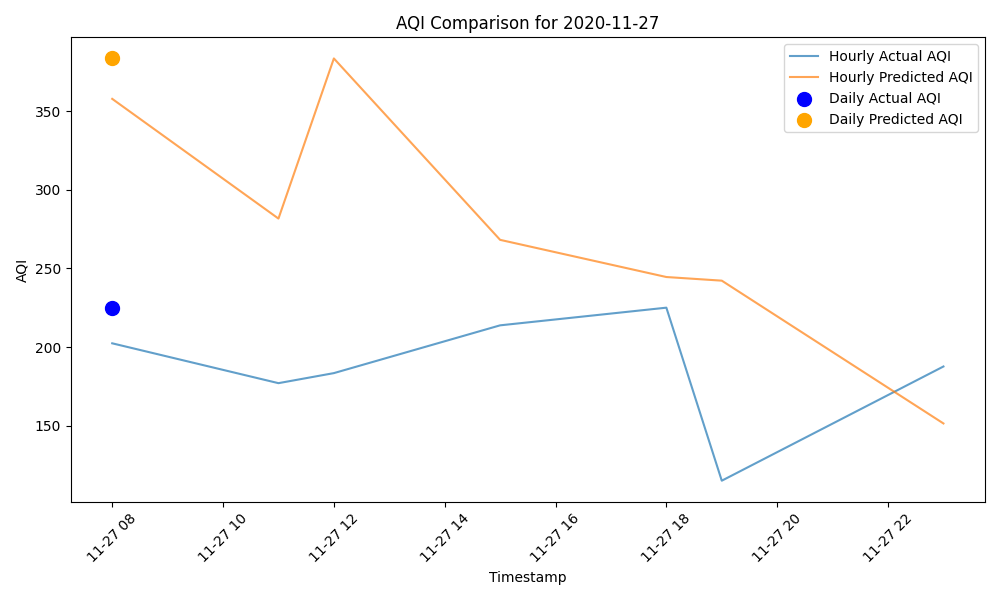 AQI Comparison for 2020-11-27
Hourly Actual AQI
Hourly Predicted AQI
Daily Actual AQI
Daily Predicted AQI
AQI
350
300
250
200
150
11-27 08
11-27 10
11-27 12
11-27 14
11-27 16
11-27 18
11-27 20
11-27 22
Timestamp